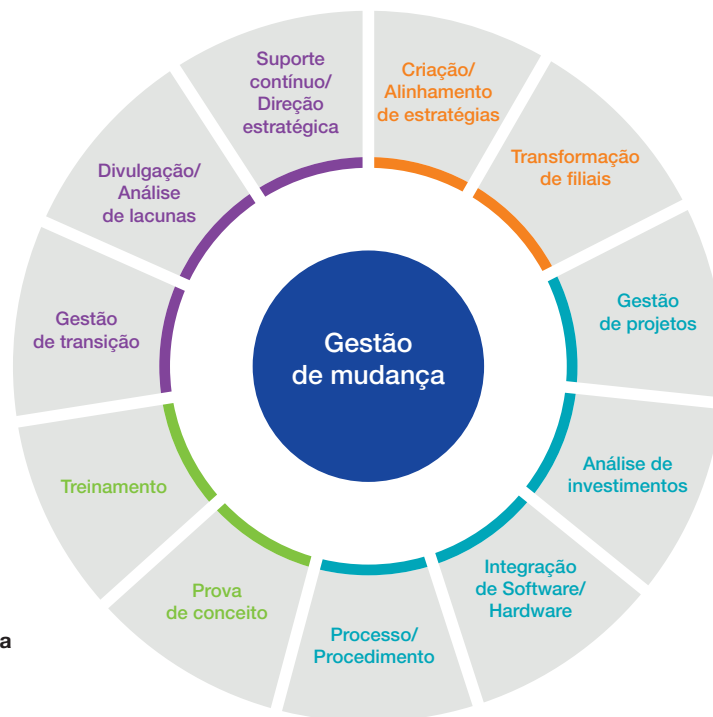 Suporte
contínuo/
Direção
estratégica
Criação/
Alinhamento
de estratégias
Transformação
de filiais
Gestão
de projetos
Análise de
investimentos
Integração
de Software/
Hardware
Processo/
Procedimento
Prova
de conceito
Treinamento
Gestão
de transição
Divulgação/
Análise
de lacunas
Gestão
de mudança
a